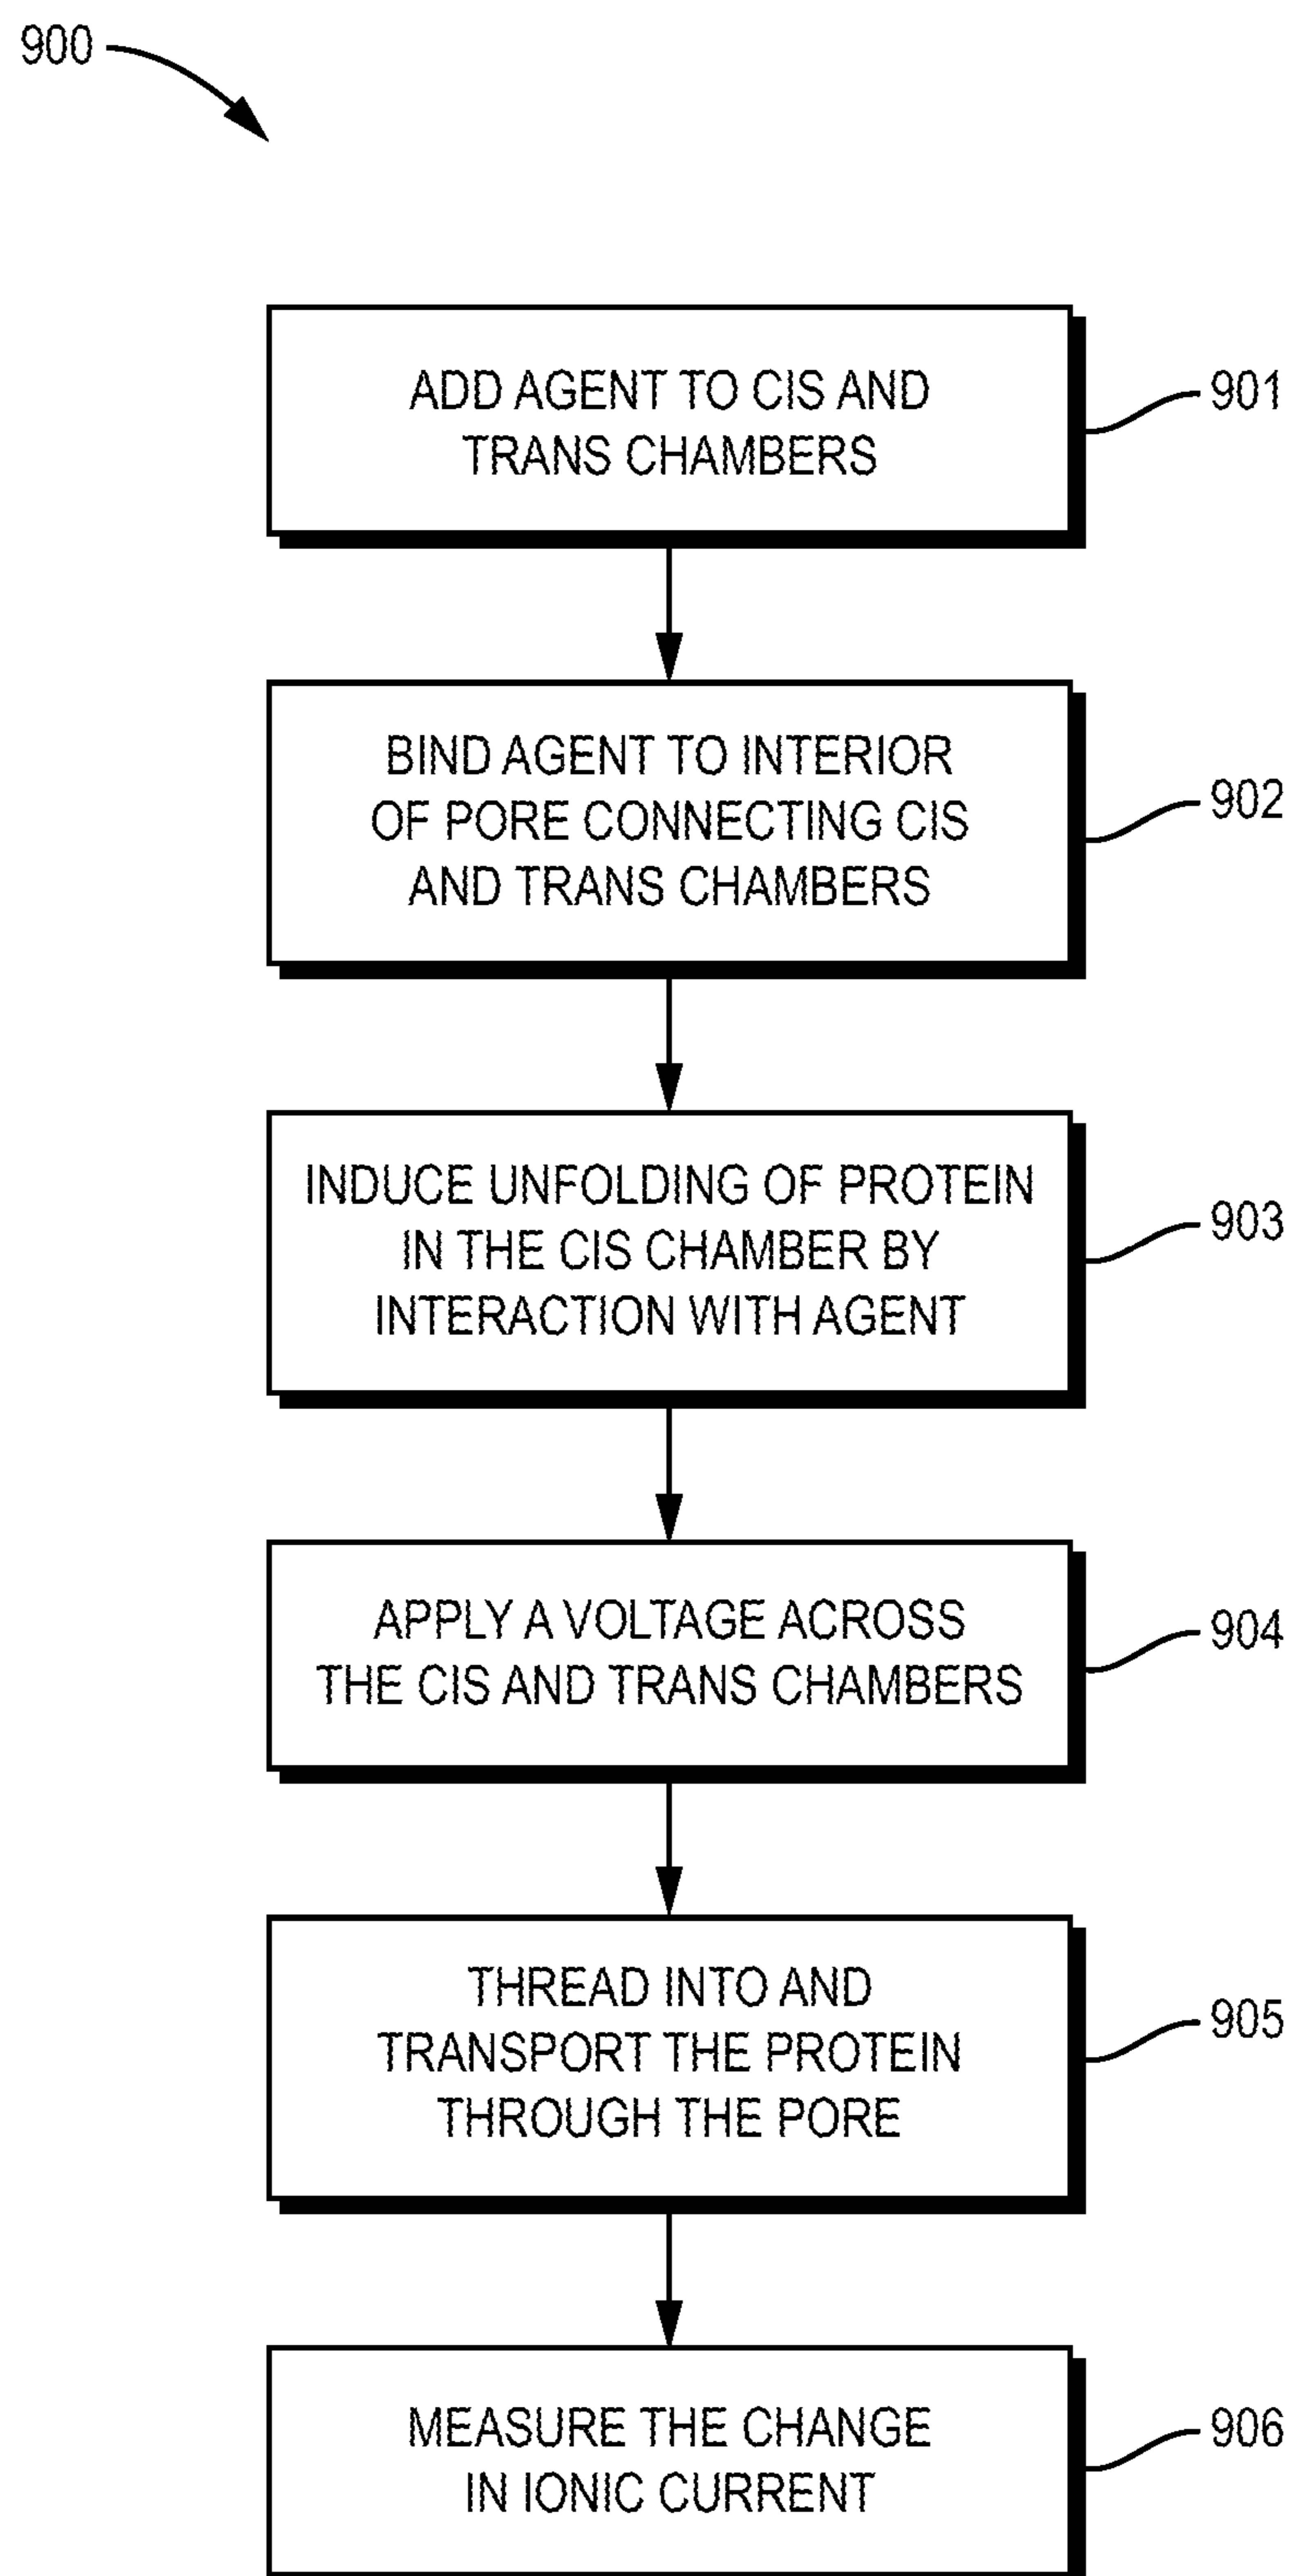 900
ADD AGENT TO CIS AND
TRANS CHAMBERS
901
BIND AGENT TO INTERIOR
OF PORE CONNECTING CIS
AND TRANS CHAMBERS
902
INDUCE UNFOLDING OF PROTEIN
IN THE CIS CHAMBER BY
INTERACTION WITH AGENT
903
APPLY A VOLTAGE ACROSS
THE CIS AND TRANS CHAMBERS
904
THREAD INTO AND
TRANSPORT THE PROTEIN
THROUGH THE PORE
905
MEASURE THE CHANGE
IN IONIC CURRENT
906